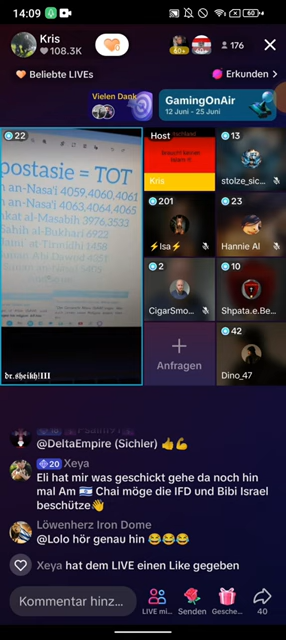 14:09
60
Kris
108.3K
60+
176
Beliebte LIVEs
Erkunden >
Vielen Dank
GamingOnAir
12 Juni - 25 Juni
22
postasie = TOT
n an-Nasa'i 4059,4060,4061
n an-Nasa'i 4063,4064,4065
kat al-Masabih 3976,3533
Sahih al-Bukhari 6922
at-Tirmidhi 1458
dr.sheikh!III
Host
Kris
13
stolze_sic...
201
⚡Isa⚡
23
Hannie Al
2
CigarSmo...
10
Shpata.e.Be...
Anfragen
42
Dino_47
@DeltaEmpire (Sichler) 👍💪
20 Xeya
Eli hat mir was geschickt gehe da noch hin
mal Am 🇮🇱 Chai möge die IFD und Bibi Israel
beschütze👋
Löwenherz Iron Dome
@Lolo hör genau hin 😂😂😂
Xeya hat dem LIVE einen Like gegeben
Kommentar hinz...
LIVE mi...
Senden
Gesche...
40